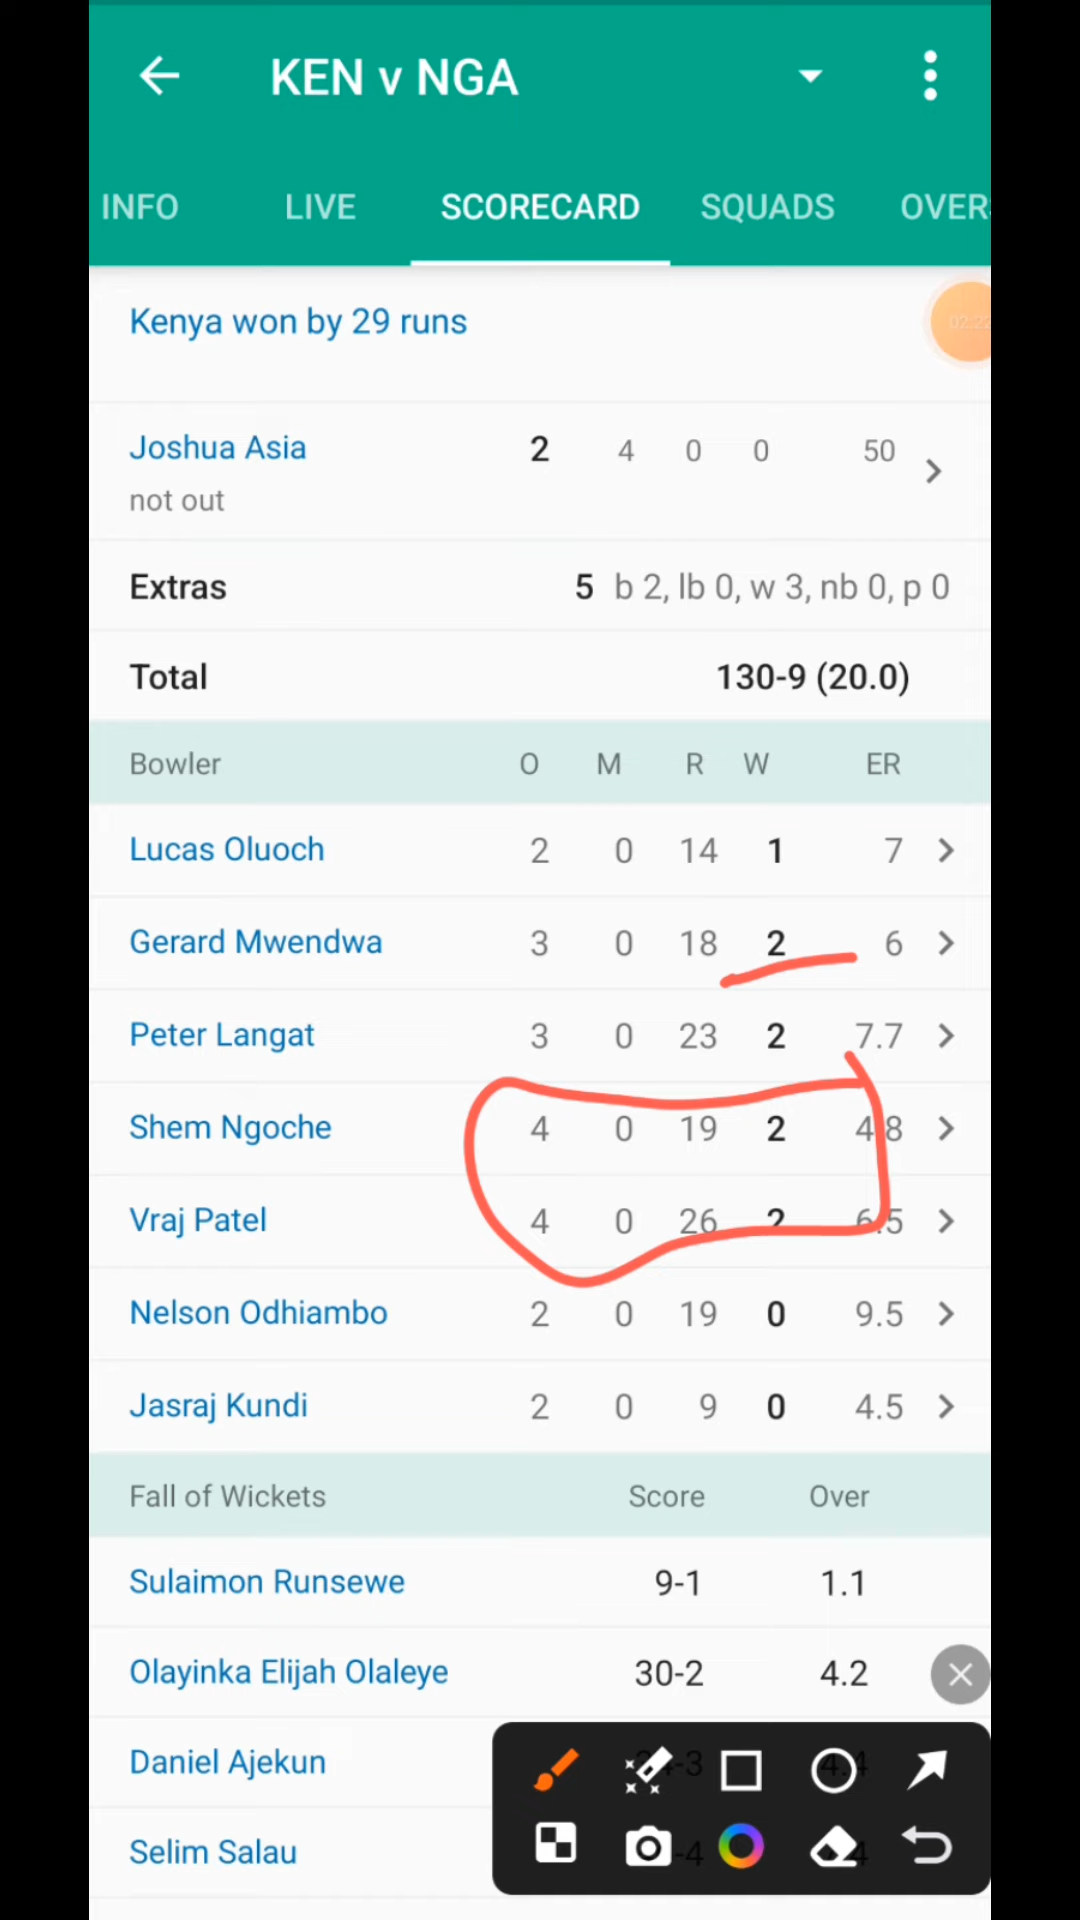 KEN v NGA
INFO LIVE SCORECARD SQUADS OVER
Kenya won by 29 runs
Joshua Asia 2 4 0 0 50
not out
Extras 5 b 2, lb 0, w 3, nb 0, p 0
Total 130-9 (20.0)
Bowler O M R W ER
Lucas Oluoch 2 0 14 1 7
Gerard Mwendwa 3 0 18 2 6
Peter Langat 3 0 23 2 7.7
Shem Ngoche 4 0 19 2 4.8
Vraj Patel 4 0 26 2 6.5
Nelson Odhiambo 2 0 19 0 9.5
Jasraj Kundi 2 0 9 0 4.5
Fall of Wickets Score Over
Sulaimon Runsewe 9-1 1.1
Olayinka Elijah Olaleye 30-2 4.2
Daniel Ajekun
Selim Salau